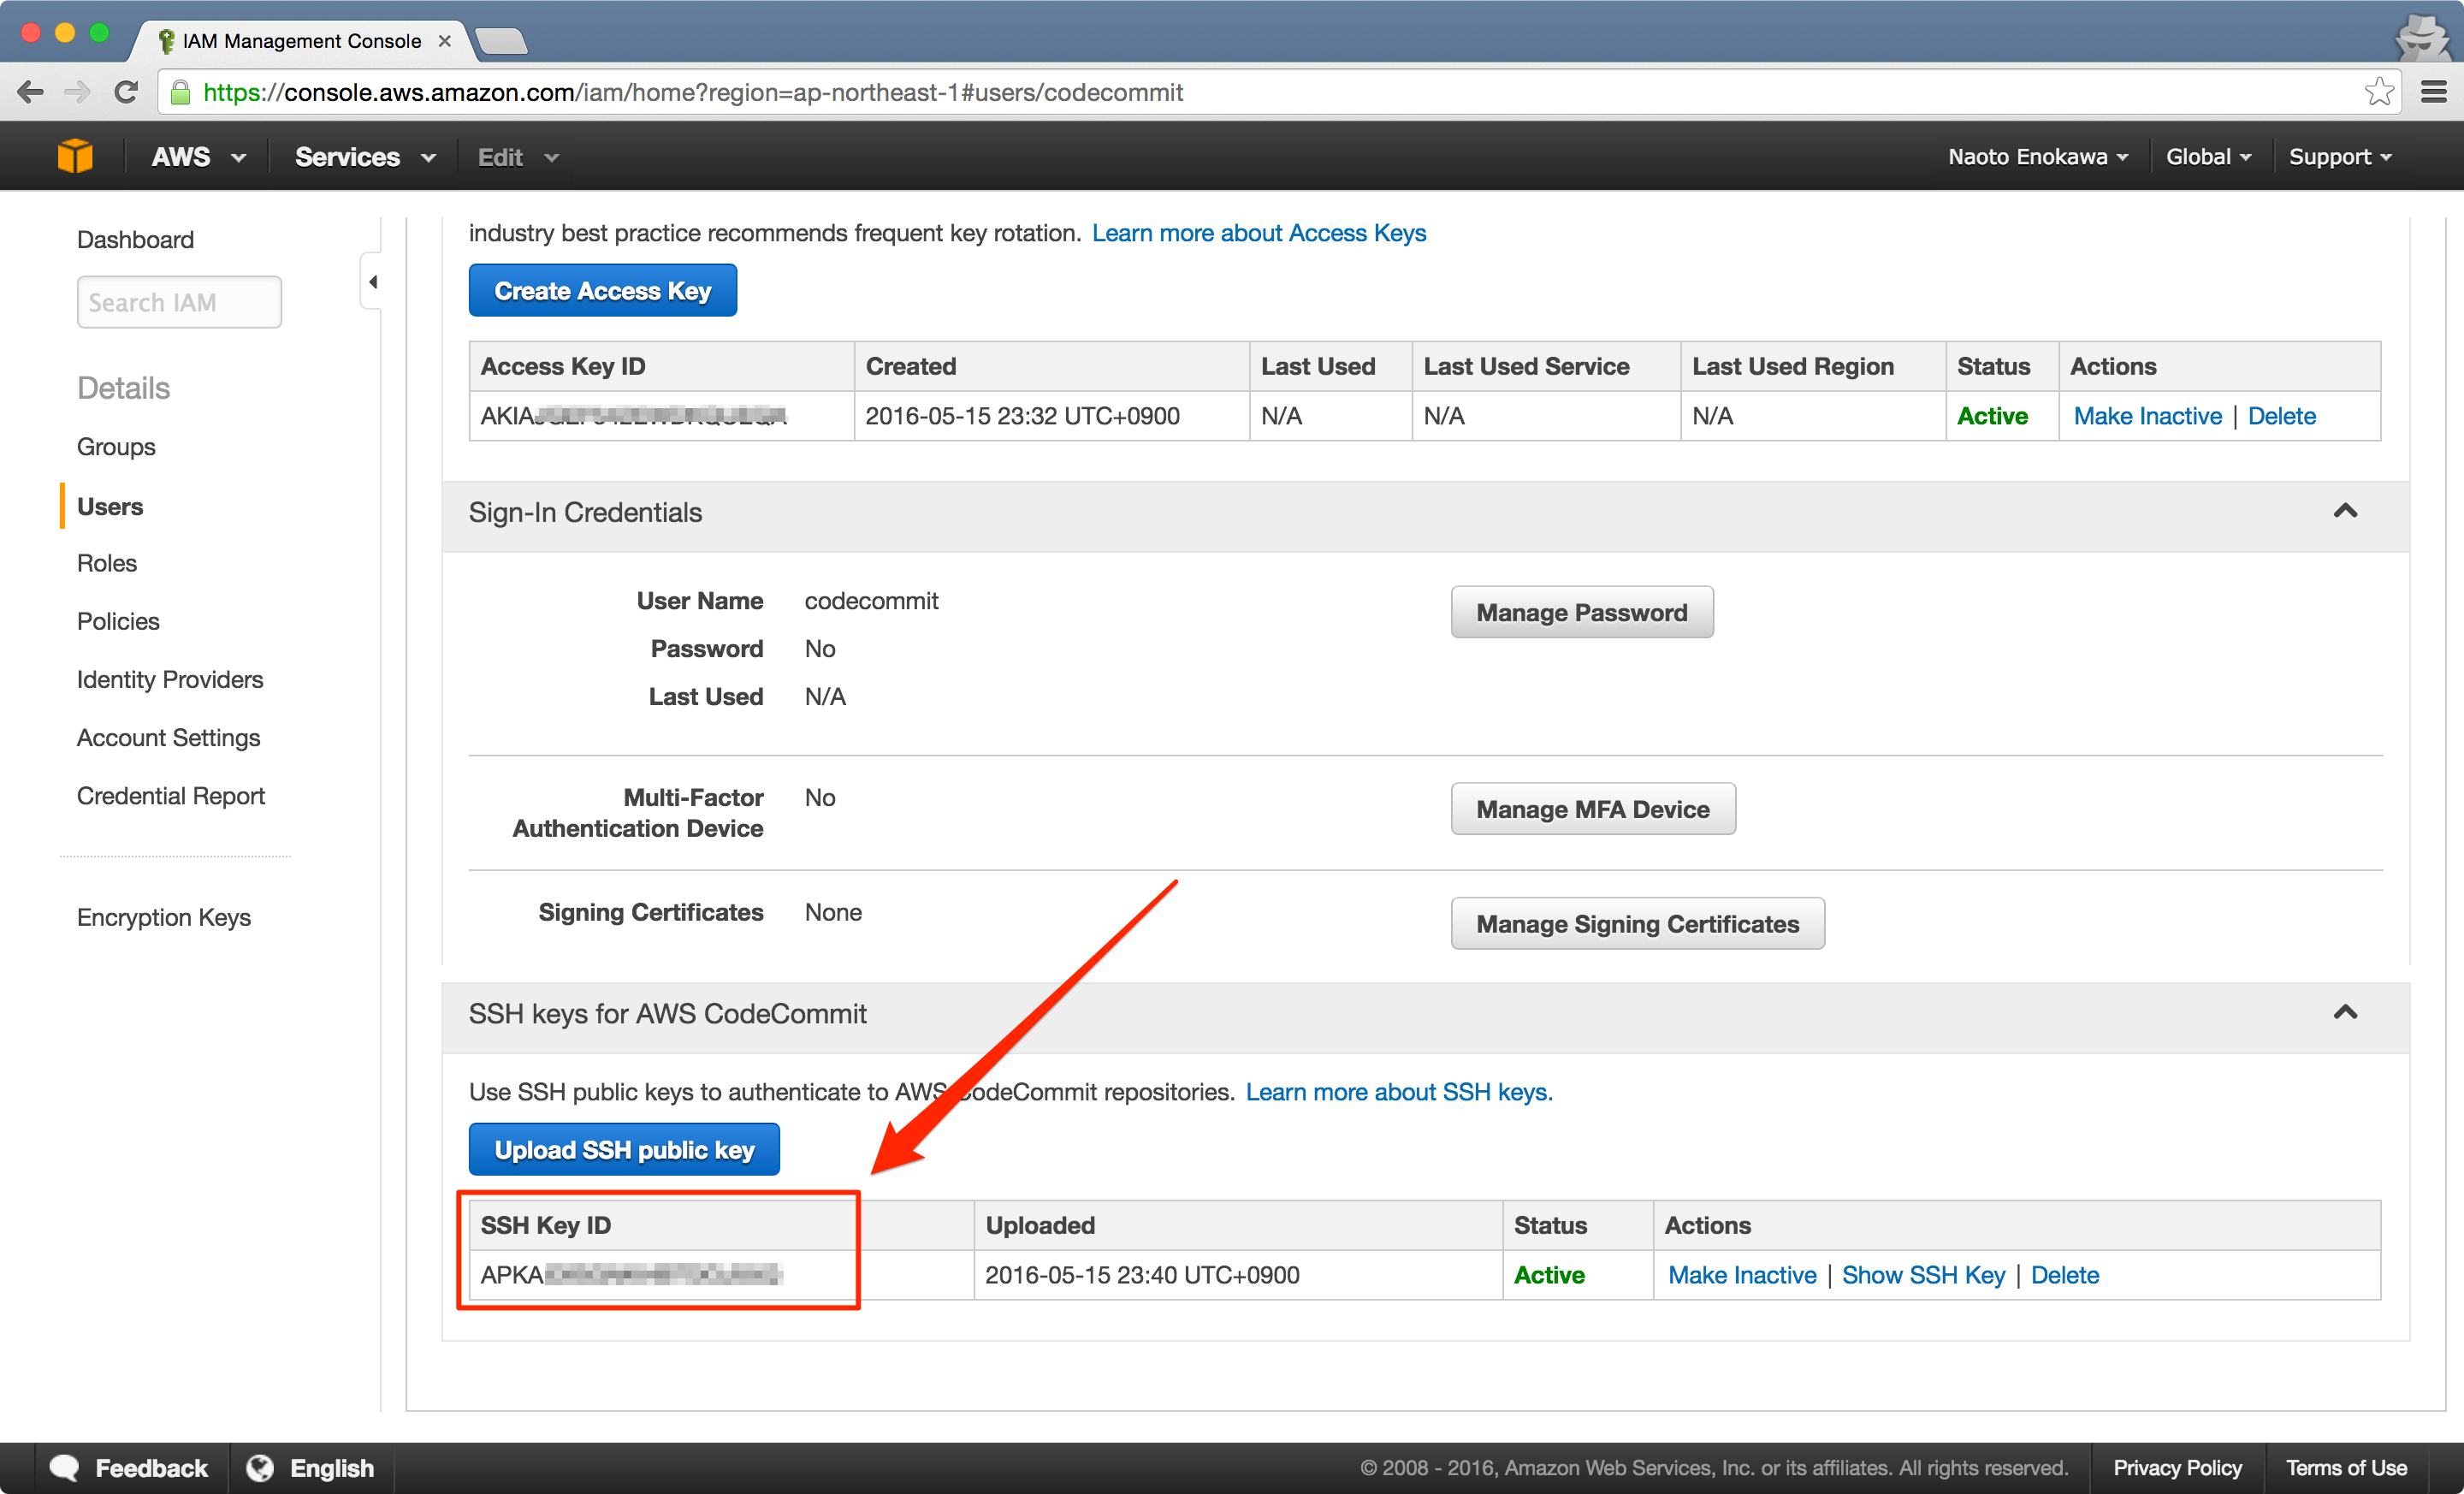 IAM Management Console
https://console.aws.amazon.com/iam/home?region=ap-northeast-1#users/codecommit
AWS Services Edit Naoto Enokawa Global Support
Dashboard
Search IAM
Details
Groups
Users
Roles
Policies
Identity Providers
Account Settings
Credential Report
Encryption Keys
industry best practice recommends frequent key rotation. Learn more about Access Keys
Create Access Key
Access Key ID Created Last Used Last Used Service Last Used Region Status Actions
AKIA 2016-05-15 23:32 UTC+0900 N/A N/A N/A Active Make Inactive | Delete
Sign-In Credentials
User Name codecommit Manage Password
Password No
Last Used N/A
Multi-Factor No Manage MFA Device
Authentication Device
Signing Certificates None Manage Signing Certificates
SSH keys for AWS CodeCommit
Use SSH public keys to authenticate to AWS CodeCommit repositories. Learn more about SSH keys.
Upload SSH public key
SSH Key ID Uploaded Status Actions
APKA 2016-05-15 23:40 UTC+0900 Active Make Inactive | Show SSH Key | Delete
Feedback English © 2008 - 2016, Amazon Web Services, Inc. or its affiliates. All rights reserved. Privacy Policy Terms of Use